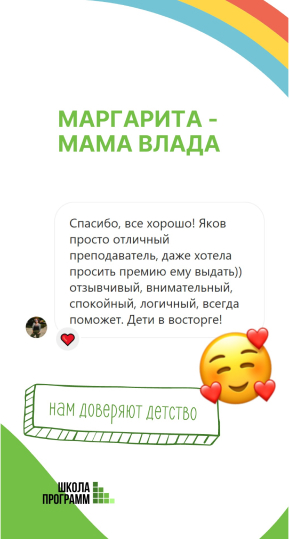 МАРГАРИТА -
МАМА ВЛАДА
Спасибо, все хорошо! Яков
просто отличный
преподаватель, даже хотела
просить премию ему выдать))
отзывчивый, внимательный,
спокойный, логичный, всегда
поможет. Дети в восторге!
нам доверяют детство
ШКОЛА
ПРОГРАММ